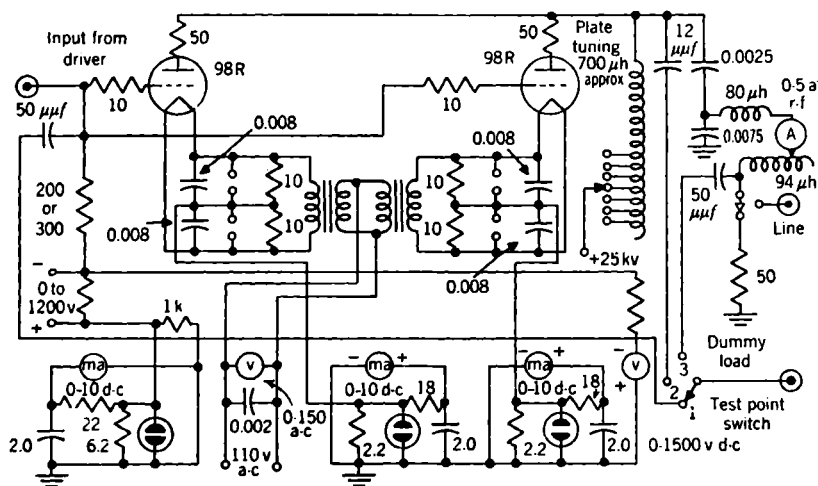 Input from
driver
50
98R
50
98R
Plate
tuning
700 μh
approx
12
μμf
0.0025
80 μh
0-5 a
r-f
A
50
μμf
10
10
0.008
0.008
0.0075
94 μh
50
μμf
Line
200
or
300
10
10
10
10
0.008
0.008
+25kv
50
−
0 to
1200v
+
1k
−
v
+
Dummy
load
3
2
1
Test point
switch
ma
0-10 d-c
22
6.2
2.0
v
0-150
a-c
0.002
110v
a-c
− ma +
0-10 d-c
18
2.2
2.0
− ma +
0-10 d-c
18
2.2
2.0
0-1500 v d-c